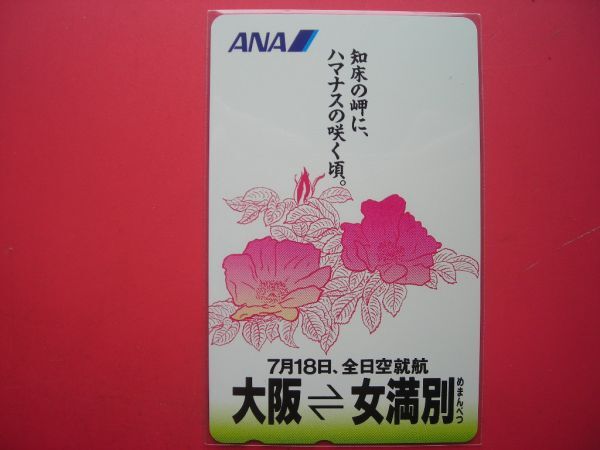 ANA
知床の岬に、
ハマナスの咲く頃。
7月18日、全日空就航
大阪⇌女満別
めまんべつ